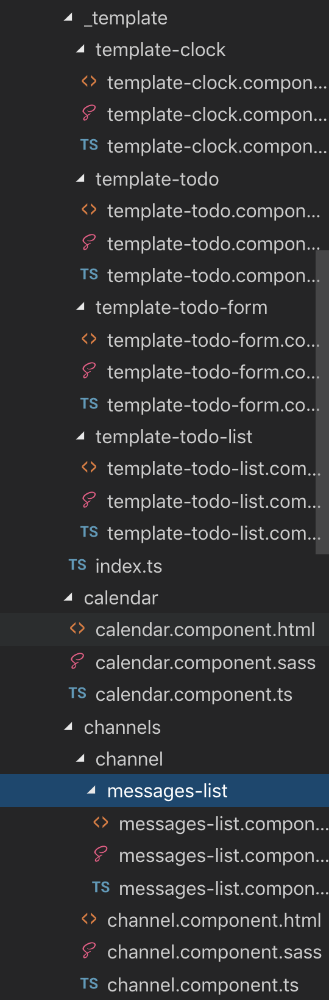 _template
template-clock
<> template-clock.compon...
template-clock.compon...
TS template-clock.compon...
template-todo
<> template-todo.compon...
template-todo.compon...
TS template-todo.compon...
template-todo-form
<> template-todo-form.co...
template-todo-form.co...
TS template-todo-form.co...
template-todo-list
<> template-todo-list.com...
template-todo-list.com...
TS template-todo-list.com...
TS index.ts
calendar
<> calendar.component.html
calendar.component.sass
TS calendar.component.ts
channels
channel
messages-list
<> messages-list.compon...
messages-list.compon...
TS messages-list.compon...
<> channel.component.html
channel.component.sass
TS channel.component.ts